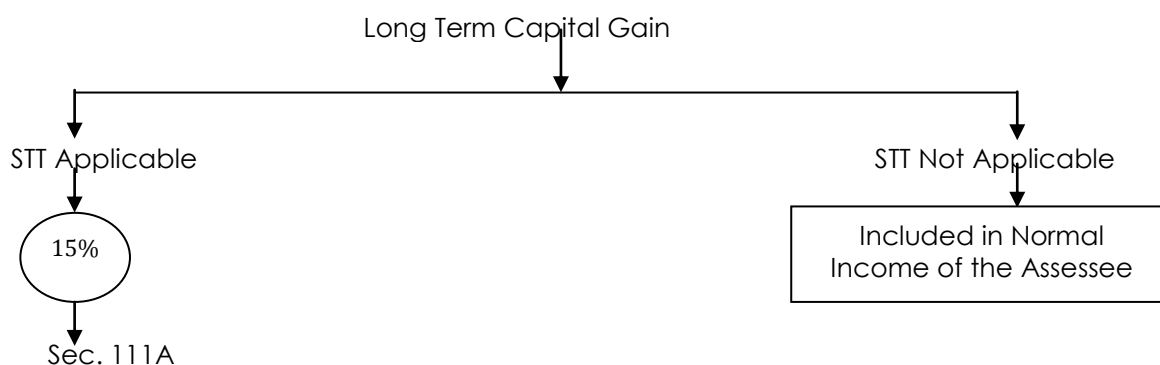 Long Term Capital Gain
STT Applicable
STT Not Applicable
15%
Included in Normal
Income of the Assessee
Sec. 111A